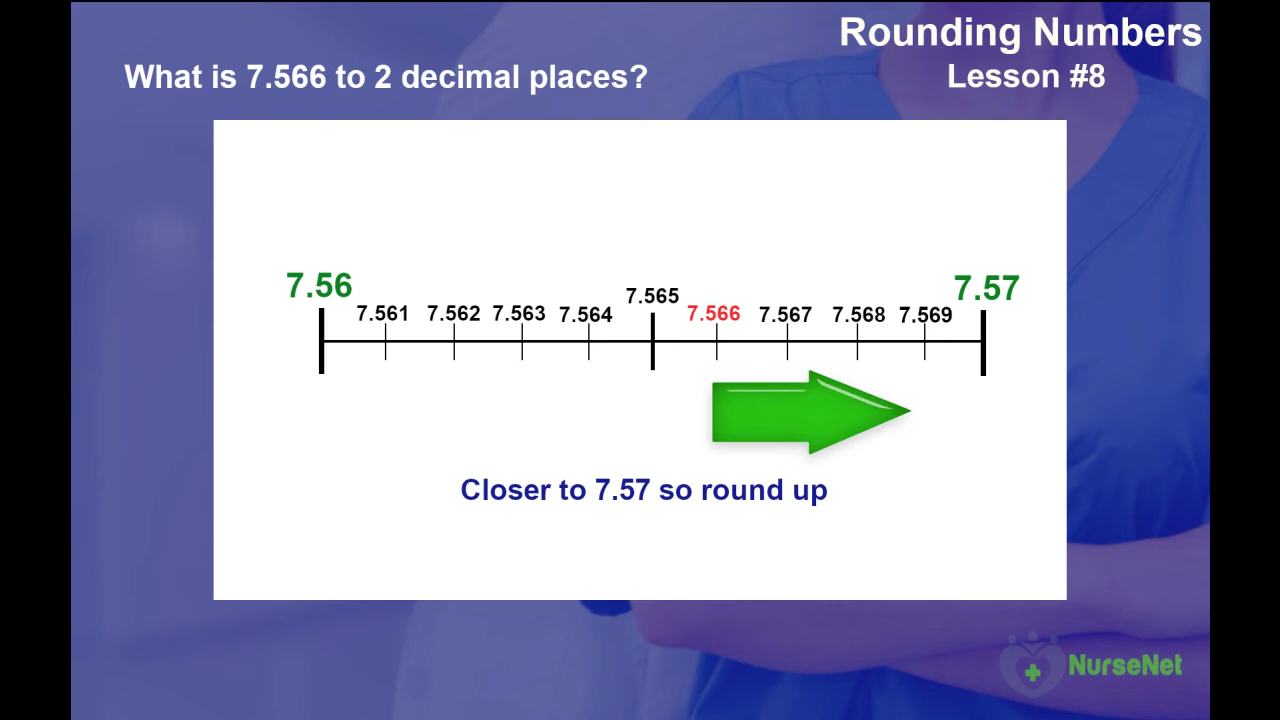 Rounding Numbers
Lesson #8
What is 7.566 to 2 decimal places?
7.56 7.561 7.562 7.563 7.564 7.565 7.566 7.567 7.568 7.569 7.57
Closer to 7.57 so round up
NurseNet